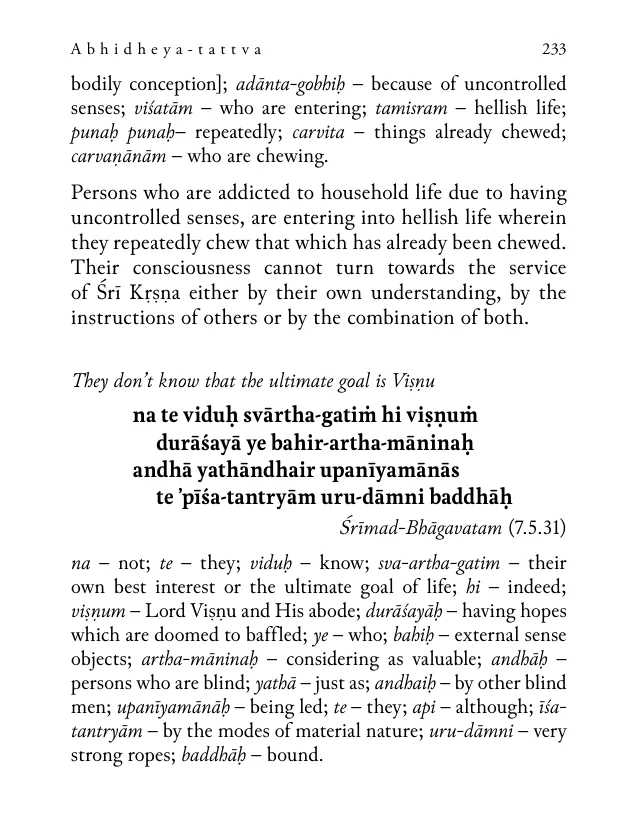 Abhidheya-tattva 233
bodily conception]; adānta-gobhiḥ – because of uncontrolled
senses; viśatām – who are entering; tamisram – hellish life;
punaḥ punaḥ– repeatedly; carvita – things already chewed;
carvaṇānām – who are chewing.
Persons who are addicted to household life due to having
uncontrolled senses, are entering into hellish life wherein
they repeatedly chew that which has already been chewed.
Their consciousness cannot turn towards the service
of Śrī Kṛṣṇa either by their own understanding, by the
instructions of others or by the combination of both.
They don't know that the ultimate goal is Viṣṇu
na te viduḥ svārtha-gatiṁ hi viṣṇuṁ
durāśayā ye bahir-artha-māninaḥ
andhā yathāndhair upanīyamānās
te 'pīśa-tantryām uru-dāmni baddhāḥ
Śrīmad-Bhāgavatam (7.5.31)
na – not; te – they; viduḥ – know; sva-artha-gatim – their
own best interest or the ultimate goal of life; hi – indeed;
viṣṇum – Lord Viṣṇu and His abode; durāśayāḥ – having hopes
which are doomed to baffled; ye – who; bahiḥ – external sense
objects; artha-māninaḥ – considering as valuable; andhāḥ –
persons who are blind; yathā – just as; andhaiḥ – by other blind
men; upanīyamānāḥ – being led; te – they; api – although; īśa-
tantryām – by the modes of material nature; uru-dāmni – very
strong ropes; baddhāḥ – bound.